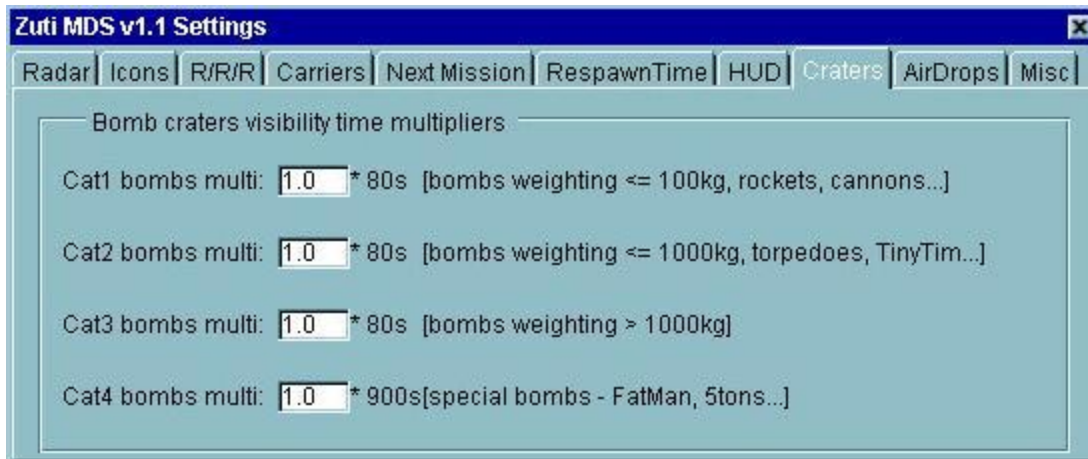 Zuti MDS v1.1 Settings
Radar Icons R/R/R Carriers Next Mission RespawnTime HUD Craters AirDrops Misc
Bomb craters visibility time multipliers
Cat1 bombs multi: 1.0 * 80s [bombs weighting <= 100kg, rockets, cannons...]
Cat2 bombs multi: 1.0 * 80s [bombs weighting <= 1000kg, torpedoes, TinyTim...]
Cat3 bombs multi: 1.0 * 80s [bombs weighting > 1000kg]
Cat4 bombs multi: 1.0 * 900s[special bombs - FatMan, 5tons...]